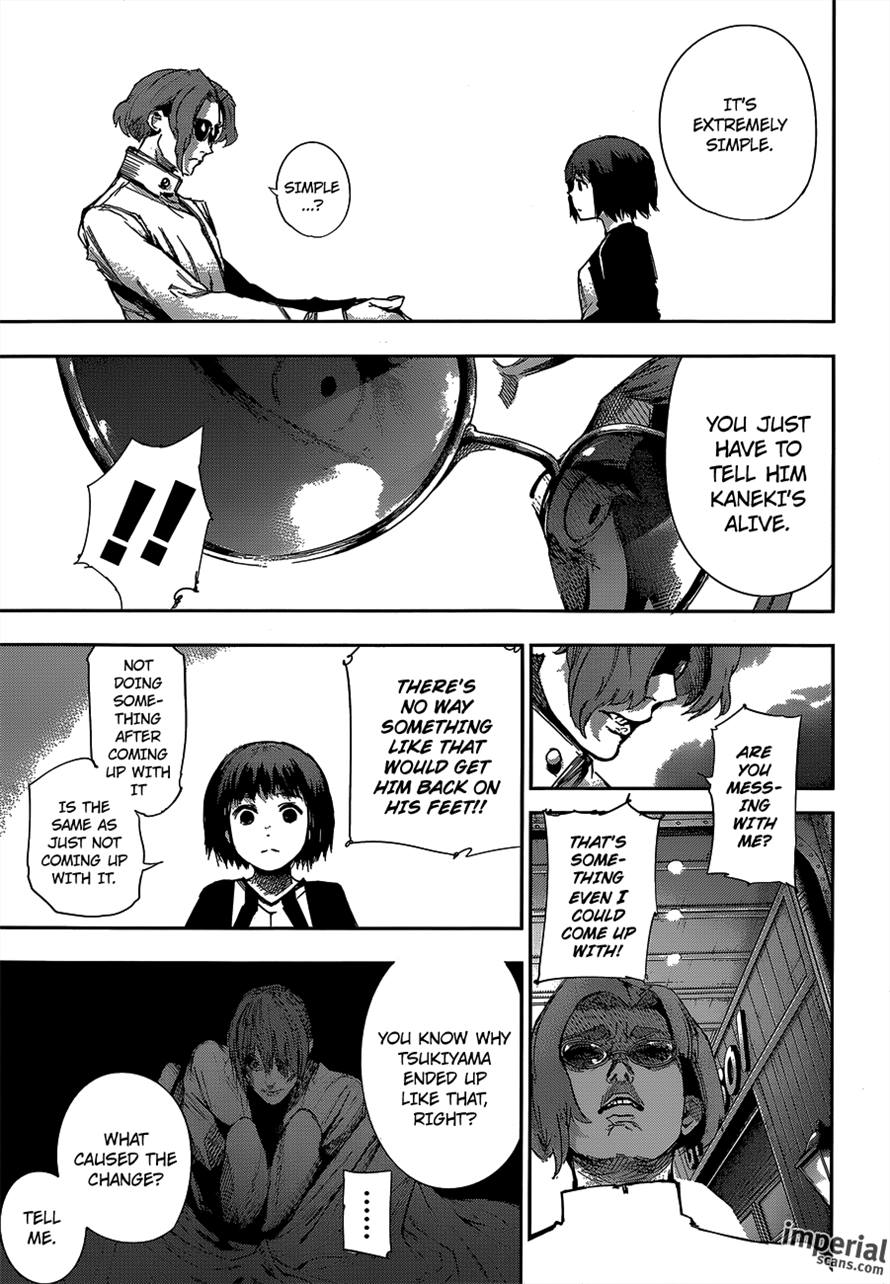 IT'S
EXTREMELY
SIMPLE.
SIMPLE
...?
YOU JUST
HAVE TO
TELL HIM
KANEKI'S
ALIVE.
!!
ARE
YOU
MESS-
ING
WITH
ME?
THAT'S
SOME-
THING
EVEN I
COULD
COME UP
WITH!
THERE'S
NO WAY
SOMETHING
LIKE THAT
WOULD GET
HIM BACK ON
HIS FEET!!
NOT
DOING
SOME-
THING
AFTER
COMING
UP WITH
IT
IS THE
SAME AS
JUST NOT
COMING UP
WITH IT.
YOU KNOW WHY
TSUKIYAMA
ENDED UP
LIKE THAT,
RIGHT?
......
WHAT
CAUSED THE
CHANGE?
TELL
ME.
imperial
scans.com